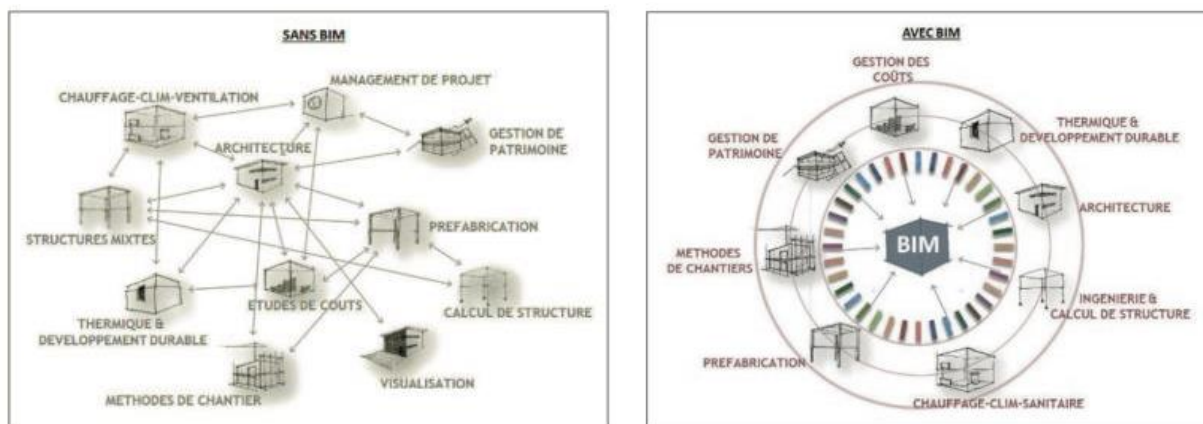 SANS BIM
MANAGEMENT DE PROJET
CHAUFFAGE-CLIM-VENTILATION
ARCHITECTURE
GESTION DE
PATRIMOINE
STRUCTURES MIXTES
PREFABRICATION
THERMIQUE &
DEVELOPPEMENT DURABLE
ETUDES DE COUTS
CALCUL DE STRUCTURE
METHODES DE CHANTIER
VISUALISATION
AVEC BIM
GESTION DES
COÛTS
THERMIQUE &
DEVELOPPEMENT DURABLE
GESTION DE
PATRIMOINE
ARCHITECTURE
BIM
METHODES
DE CHANTIERS
INGENIERIE &
CALCUL DE STRUCTURE
PREFABRICATION
CHAUFFAGE-CLIM-SANITAIRE